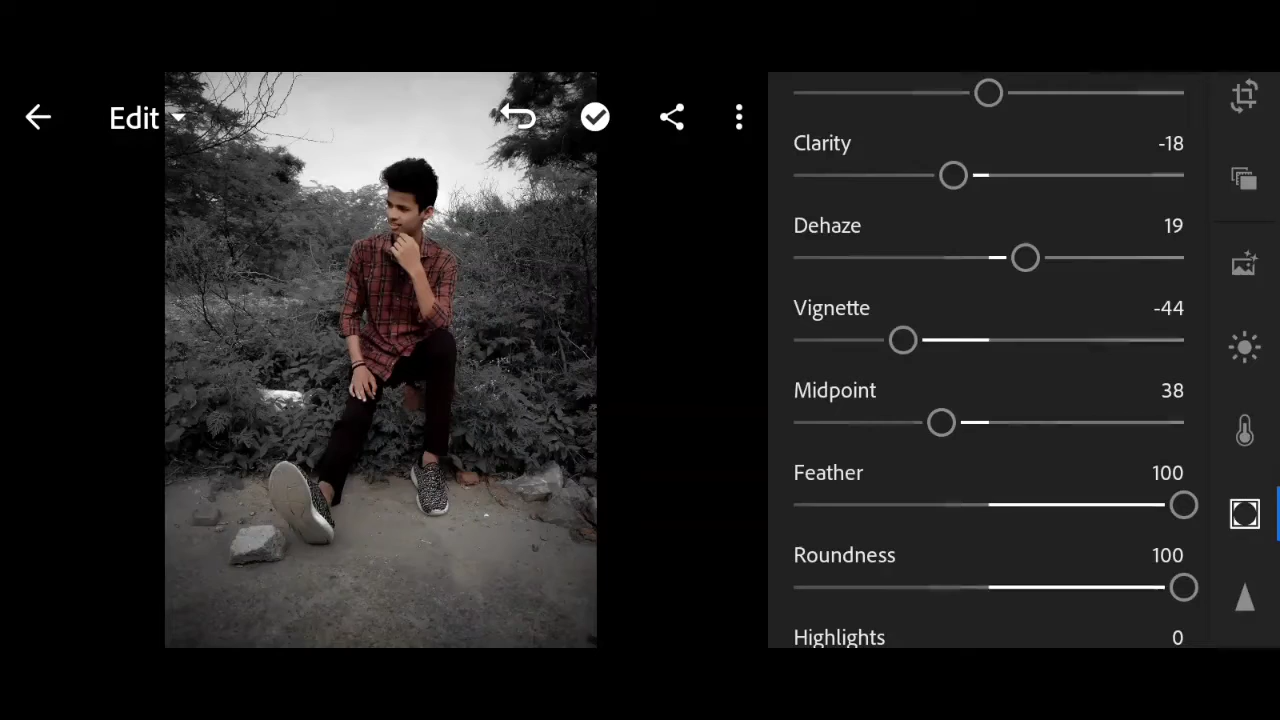 Edit
Clarity -18
Dehaze 19
Vignette -44
Midpoint 38
Feather 100
Roundness 100
Highlights 0